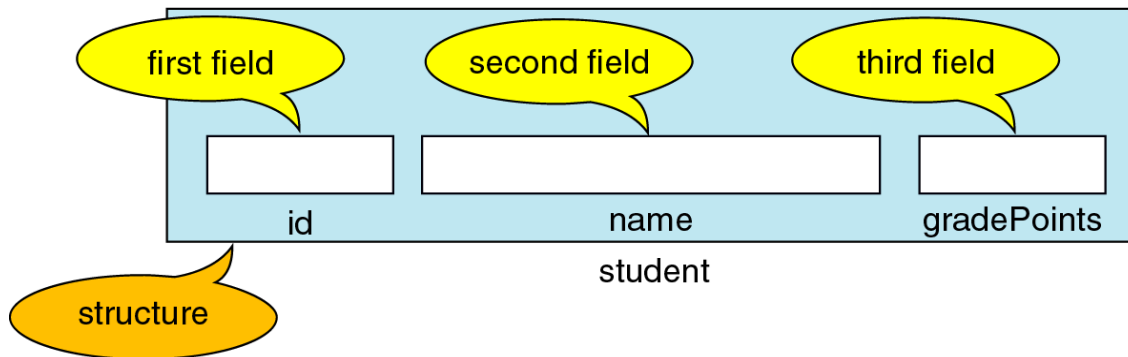 first field
second field
third field
id
name
gradePoints
student
structure